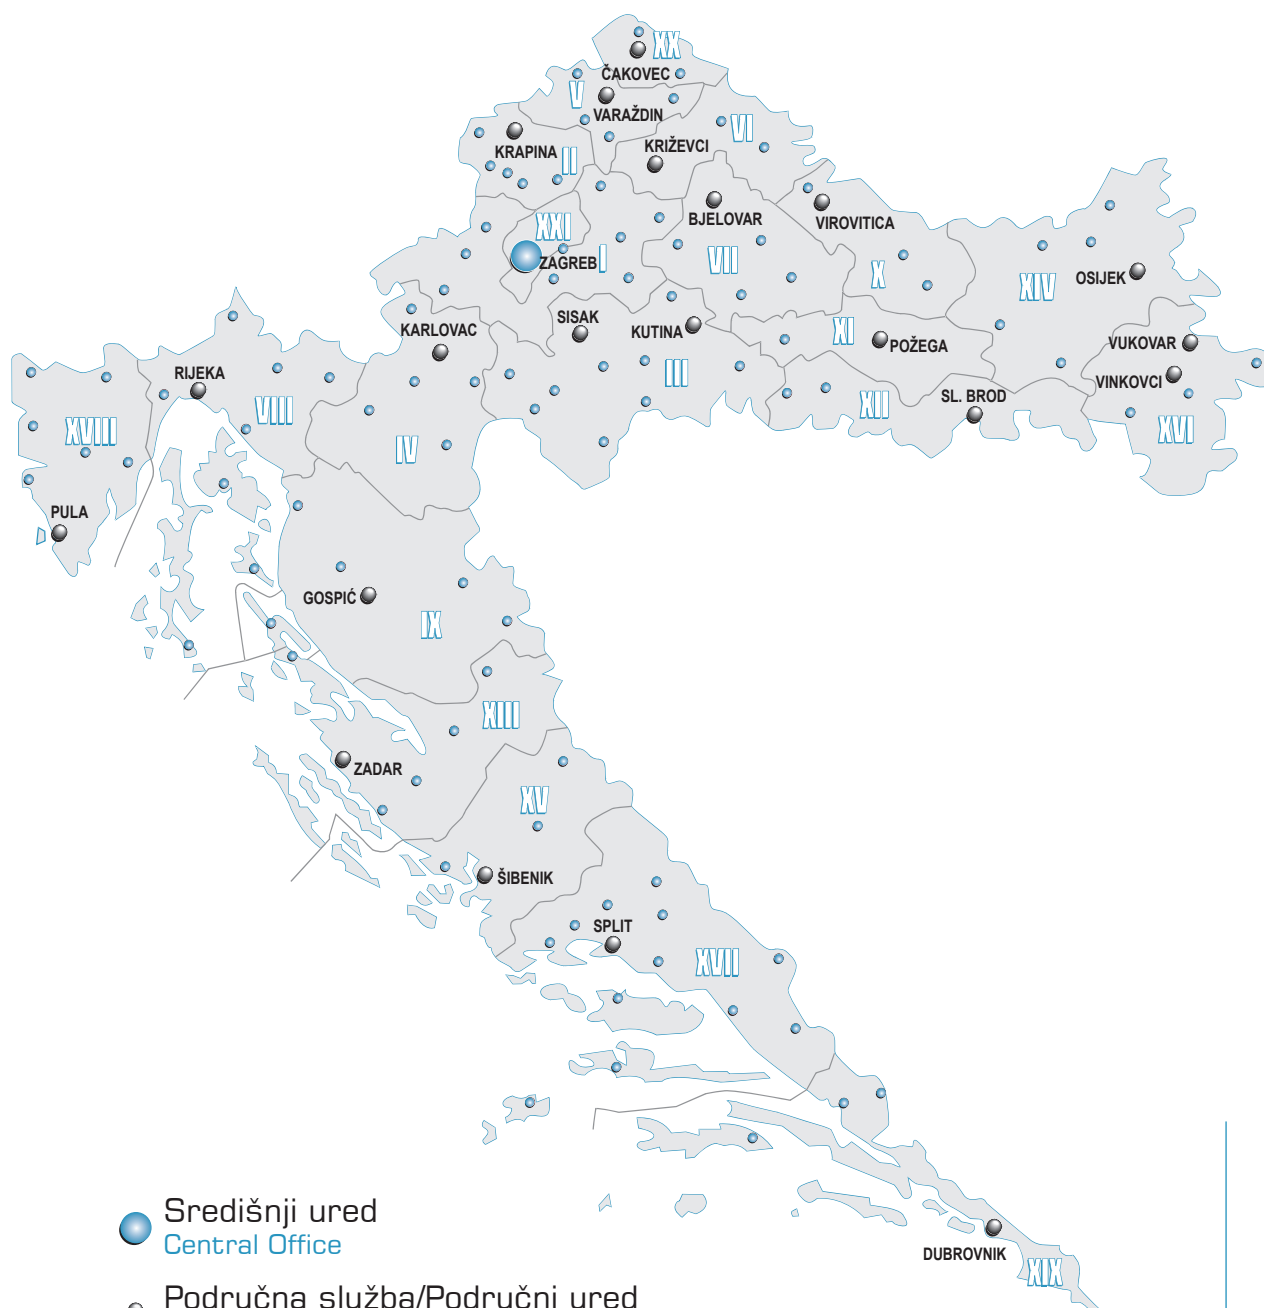 XX
ČAKOVEC
V
VARAŽDIN
VI
KRIŽEVCI
KRAPINA
II
BJELOVAR
VIROVITICA
XXI
ZAGREB
I
VII
X
XIV
OSIJEK
SISAK
KUTINA
XI
POŽEGA
VUKOVAR
KARLOVAC
VINKOVCI
RIJEKA
III
SL. BROD
VIII
XII
XVIII
XVI
IV
PULA
GOSPIĆ
IX
XIII
ZADAR
XV
ŠIBENIK
SPLIT
XVII
DUBROVNIK
XIX
Središnji ured
Central Office
Područna služba/Područni ured